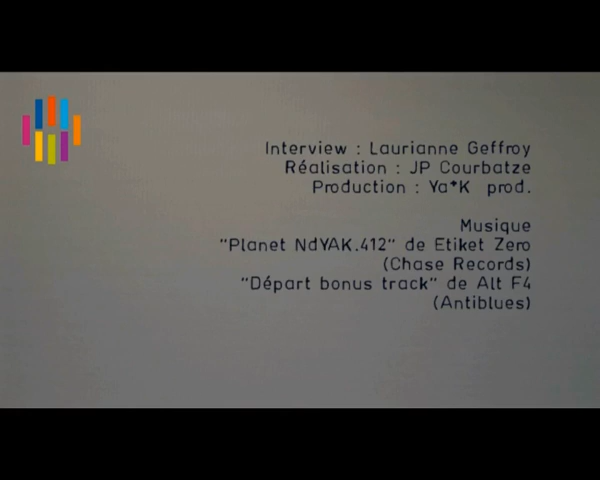 Interview : Laurianne Geffroy
Réalisation : JP Courbatze
Production : Ya*K prod.
Musique
"Planet NdYAK.412" de Etiket Zero
(Chase Records)
"Départ bonus track" de Alt F4
(Antiblues)